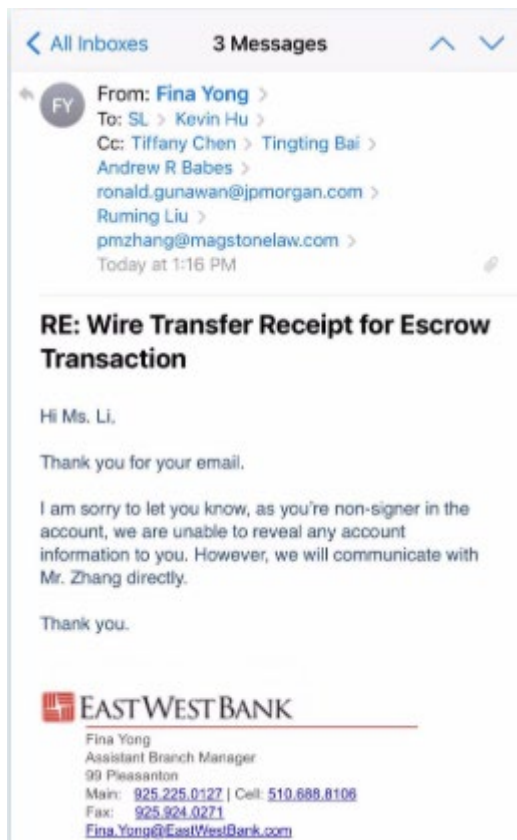 All Inboxes 3 Messages
FY
From: Fina Yong
To: SL Kevin Hu
Cc: Tiffany Chen Tingting Bai
Andrew R Babes
ronald.gunawan@jpmorgan.com
Ruming Liu
pmzhang@magstonelaw.com
Today at 1:16 PM
RE: Wire Transfer Receipt for Escrow
Transaction
Hi Ms. Li,
Thank you for your email.
I am sorry to let you know, as you're non-signer in the
account, we are unable to reveal any account
information to you. However, we will communicate with
Mr. Zhang directly.
Thank you.
EAST WEST BANK
Fina Yong
Assistant Branch Manager
99 Pleasanton
Main: 925.225.0127 | Cell: 510.688.8106
Fax: 925.924.0271
Fina.Yong@EastWestBank.com